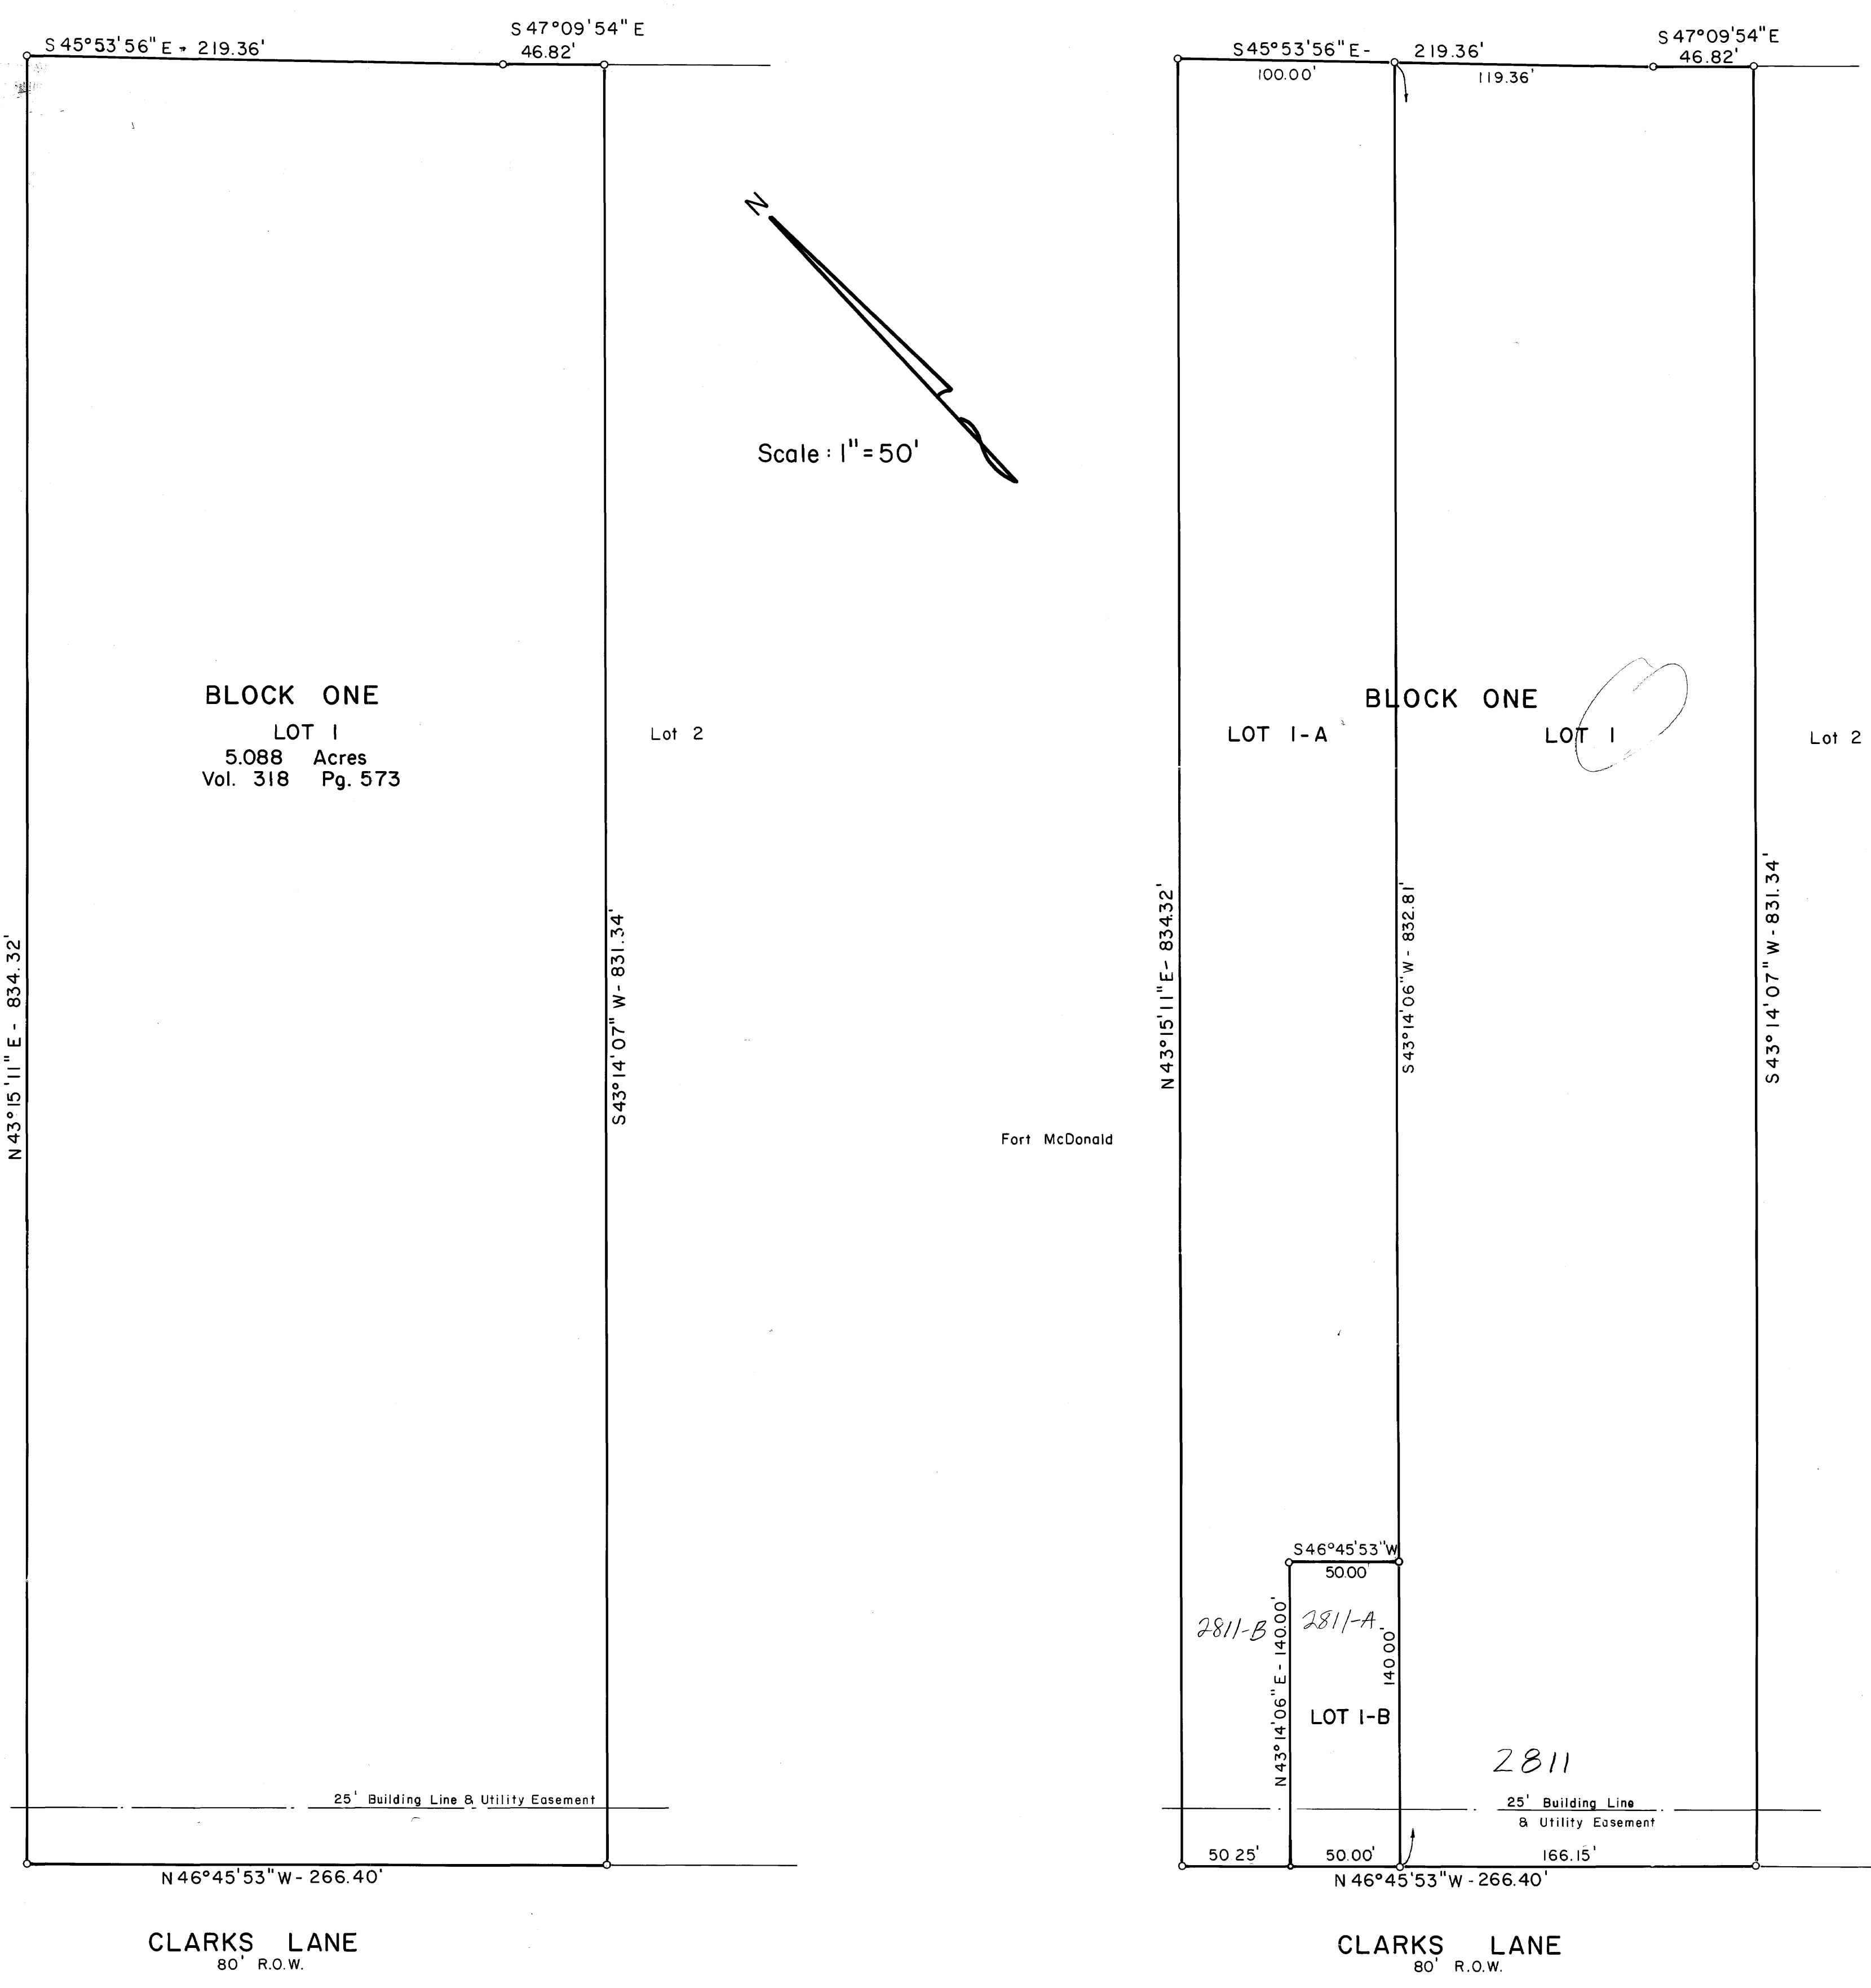 S 45°53'56" E - 219.36'
S 47°09'54" E
46.82'
N
Scale : 1" = 50'
BLOCK ONE
LOT 1
5.088 Acres
Vol. 318 Pg. 573
Lot 2
N 43°15'11" E - 834.32'
S 43°14'07" W - 831.34'
25' Building Line & Utility Easement
N 46°45'53" W - 266.40'
CLARKS LANE
80' R.O.W.
Fort McDonald
S 45°53'56" E - 219.36'
100.00'
119.36'
S 47°09'54" E
46.82'
BLOCK ONE
LOT 1-A
LOT 1
Lot 2
N 43°15'11" E - 834.32'
S 43°14'06" W - 832.81'
S 43°14'07" W - 831.34'
S 46°45'53" W
50.00'
2811-B
N 43°14'06" E - 140.00'
2811-A
140.00'
LOT 1-B
2811
25' Building Line
& Utility Easement
50 25'
50.00'
166.15'
N 46°45'53" W - 266.40'
CLARKS LANE
80' R.O.W.